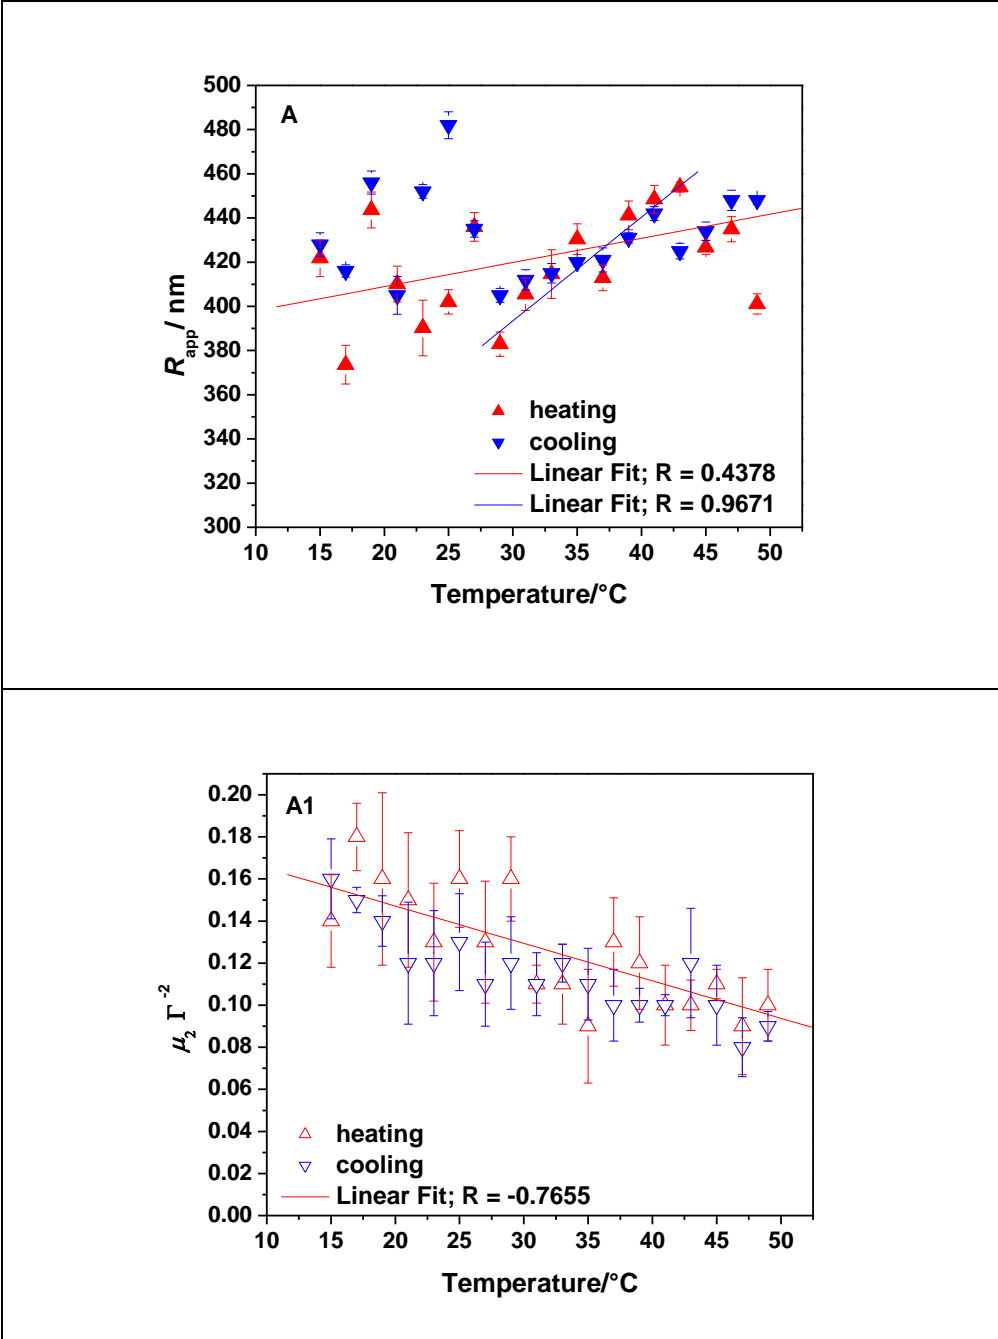 A
500
480
460
440
420
400
380
360
340
320
300
R_app / nm
heating
cooling
Linear Fit; R = 0.4378
Linear Fit; R = 0.9671
10 15 20 25 30 35 40 45 50
Temperature/°C
A1
0.20
0.18
0.16
0.14
0.12
0.10
0.08
0.06
0.04
0.02
0.00
μ₂ Γ⁻²
heating
cooling
Linear Fit; R = -0.7655
10 15 20 25 30 35 40 45 50
Temperature/°C